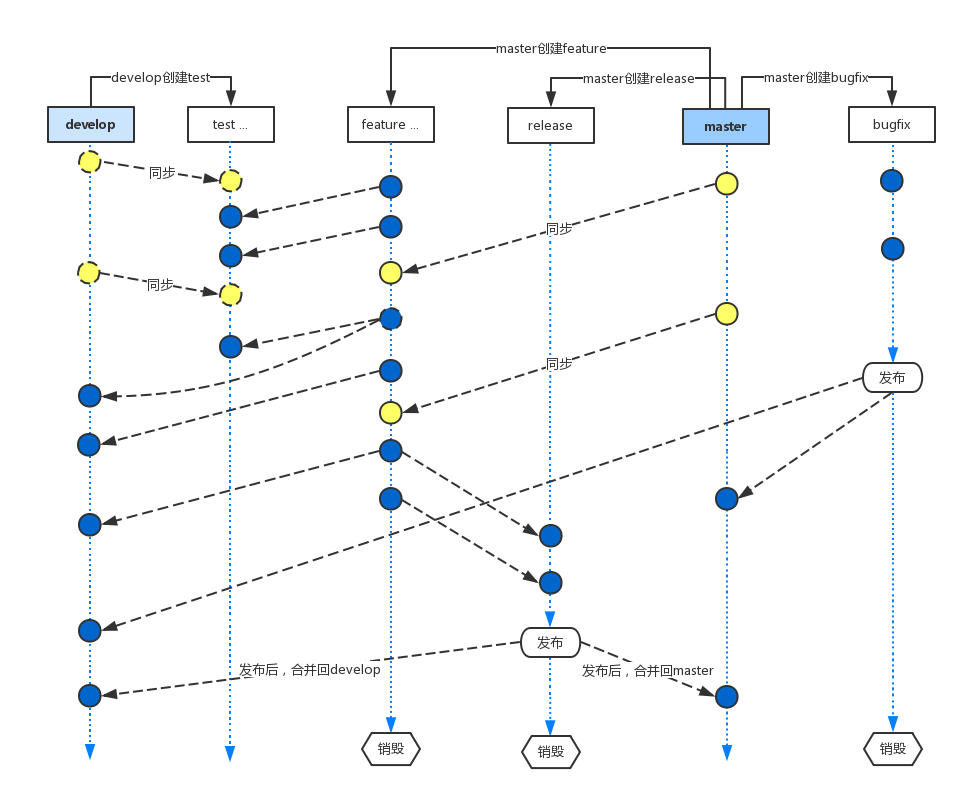 master创建feature
develop创建test
master创建release
master创建bugfix
develop
test ...
feature ...
release
master
bugfix
同步
同步
同步
同步
发布
发布
发布后，合并回develop
发布后，合并回master
销毁
销毁
销毁